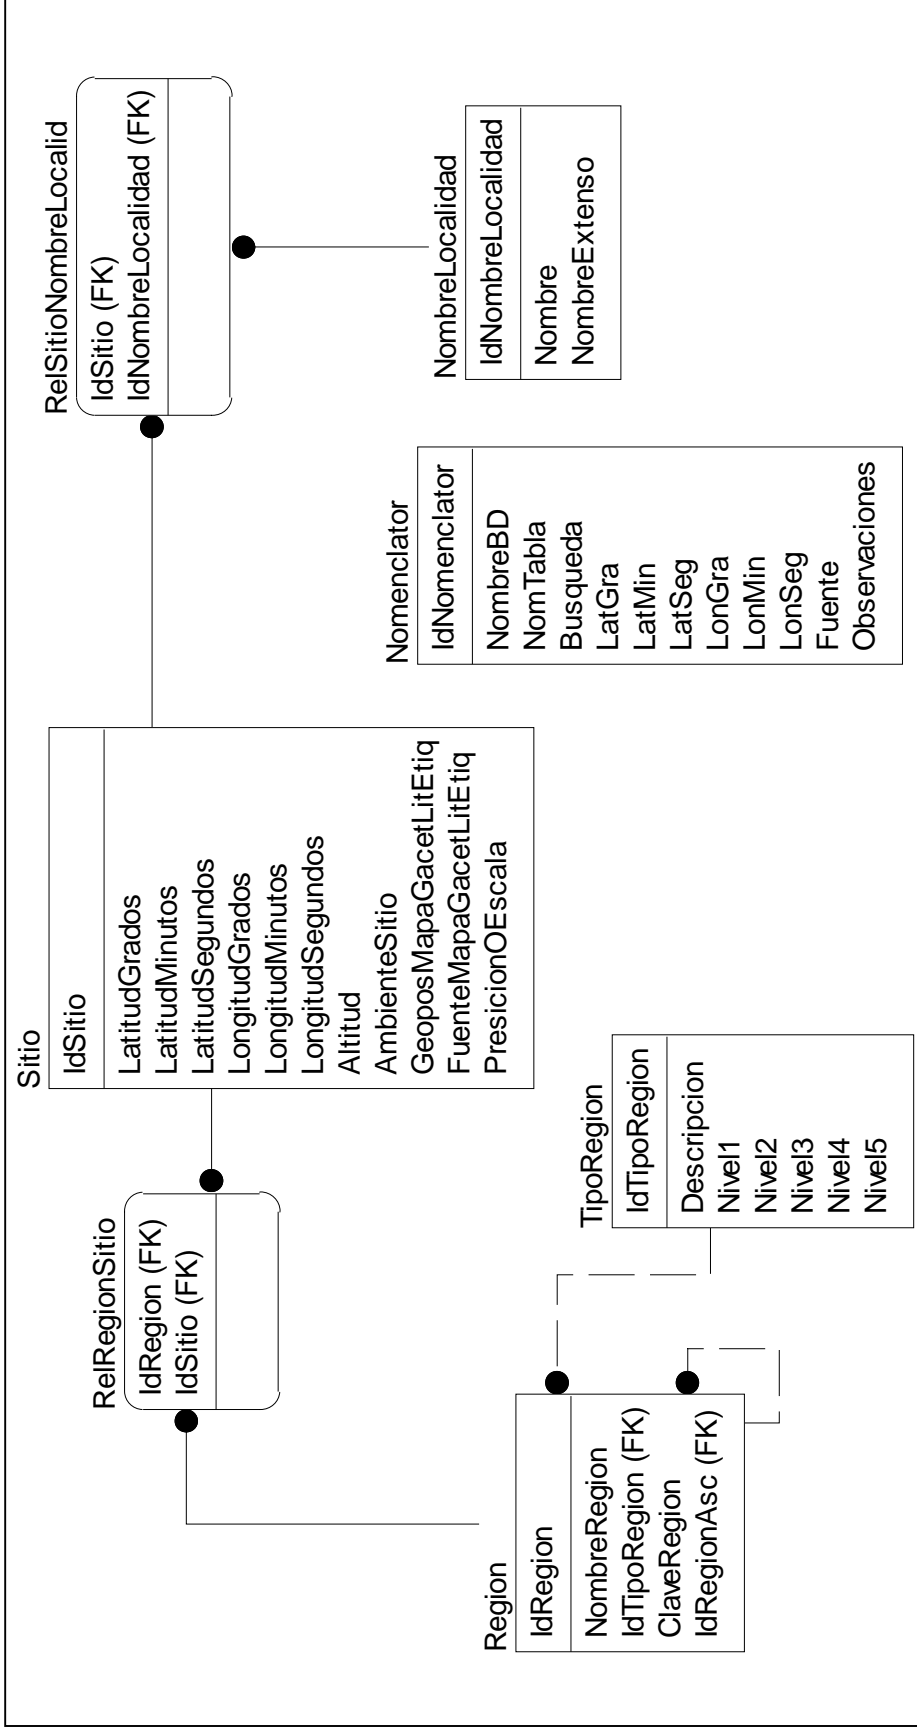 RelRegionSitio
IdRegion (FK)
IdSitio (FK)
Sitio
IdSitio
LatitudGrados
LatitudMinutos
LatitudSegundos
LongitudGrados
LongitudMinutos
LongitudSegundos
Altitud
AmbienteSitio
GeoposMapaGacetLitEtiq
FuenteMapaGacetLitEtiq
PresicionOEscala
RelSitioNombreLocalid
IdSitio (FK)
IdNombreLocalidad (FK)
Region
IdRegion
NombreRegion
IdTipoRegion (FK)
ClaveRegion
IdRegionAsc (FK)
TipoRegion
IdTipoRegion
Descripcion
Nivel1
Nivel2
Nivel3
Nivel4
Nivel5
Nomenclator
IdNomenclator
NombreBD
NomTabla
Busqueda
LatGra
LatMin
LatSeg
LonGra
LonMin
LonSeg
Fuente
Observaciones
NombreLocalidad
IdNombreLocalidad
Nombre
NombreExtenso